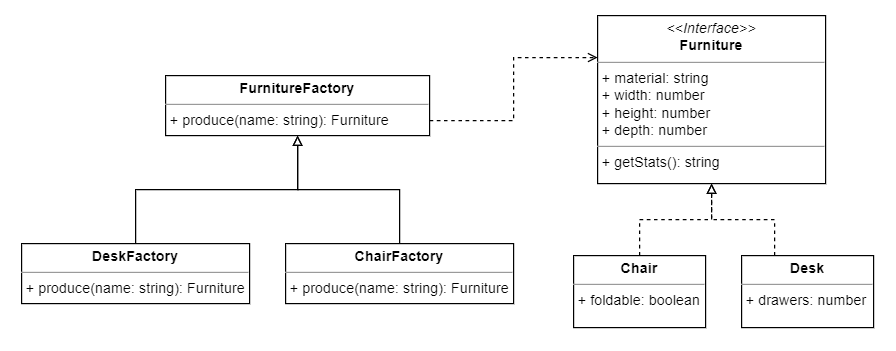 <<Interface>>
Furniture
+ material: string
+ width: number
+ height: number
+ depth: number
+ getStats(): string
FurnitureFactory
+ produce(name: string): Furniture
DeskFactory
+ produce(name: string): Furniture
ChairFactory
+ produce(name: string): Furniture
Chair
+ foldable: boolean
Desk
+ drawers: number